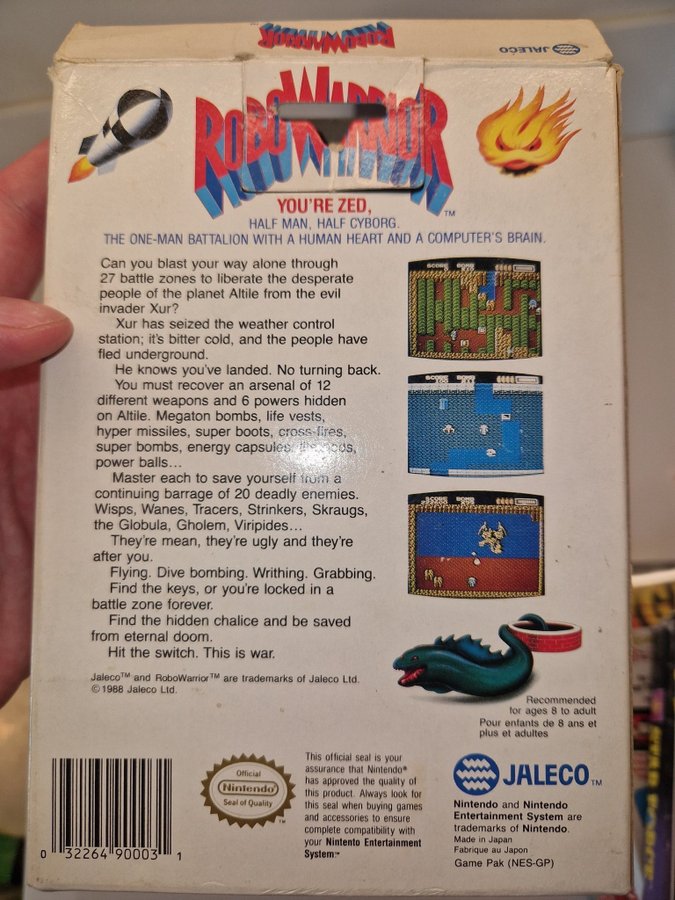 ROBOWARRIOR
JALECO
ROBOWARRIOR™
YOU'RE ZED,
HALF MAN, HALF CYBORG.
THE ONE-MAN BATTALION WITH A HUMAN HEART AND A COMPUTER'S BRAIN.
Can you blast your way alone through
27 battle zones to liberate the desperate
people of the planet Altile from the evil
invader Xur?
Xur has seized the weather control
station; it's bitter cold, and the people have
fled underground.
He knows you've landed. No turning back.
You must recover an arsenal of 12
different weapons and 6 powers hidden
on Altile. Megaton bombs, life vests,
hyper missiles, super boots, cross-fires,
super bombs, energy capsules,
power balls...
Master each to save yourself from a
continuing barrage of 20 deadly enemies.
Wisps, Wanes, Tracers, Strinkers, Skraugs,
the Globula, Gholem, Viripides...
They're mean, they're ugly and they're
after you.
Flying. Dive bombing. Writhing. Grabbing.
Find the keys, or you're locked in a
battle zone forever.
Find the hidden chalice and be saved
from eternal doom.
Hit the switch. This is war.
Jaleco™ and RoboWarrior™ are trademarks of Jaleco Ltd.
©1988 Jaleco Ltd.
SCORE BOMB
SCORE
SCORE BOMB
Recommended
for ages 8 to adult
Pour enfants de 8 ans et
plus et adultes
0 32264 90003 1
Official
Nintendo®
Seal of Quality
™
This official seal is your
assurance that Nintendo®
has approved the quality of
this product. Always look for
this seal when buying games
and accessories to ensure
complete compatibility with
your Nintendo Entertainment
System™
JALECO™
Nintendo and Nintendo
Entertainment System are
trademarks of Nintendo.
Made in Japan
Fabrique au Japon
Game Pak (NES-GP)